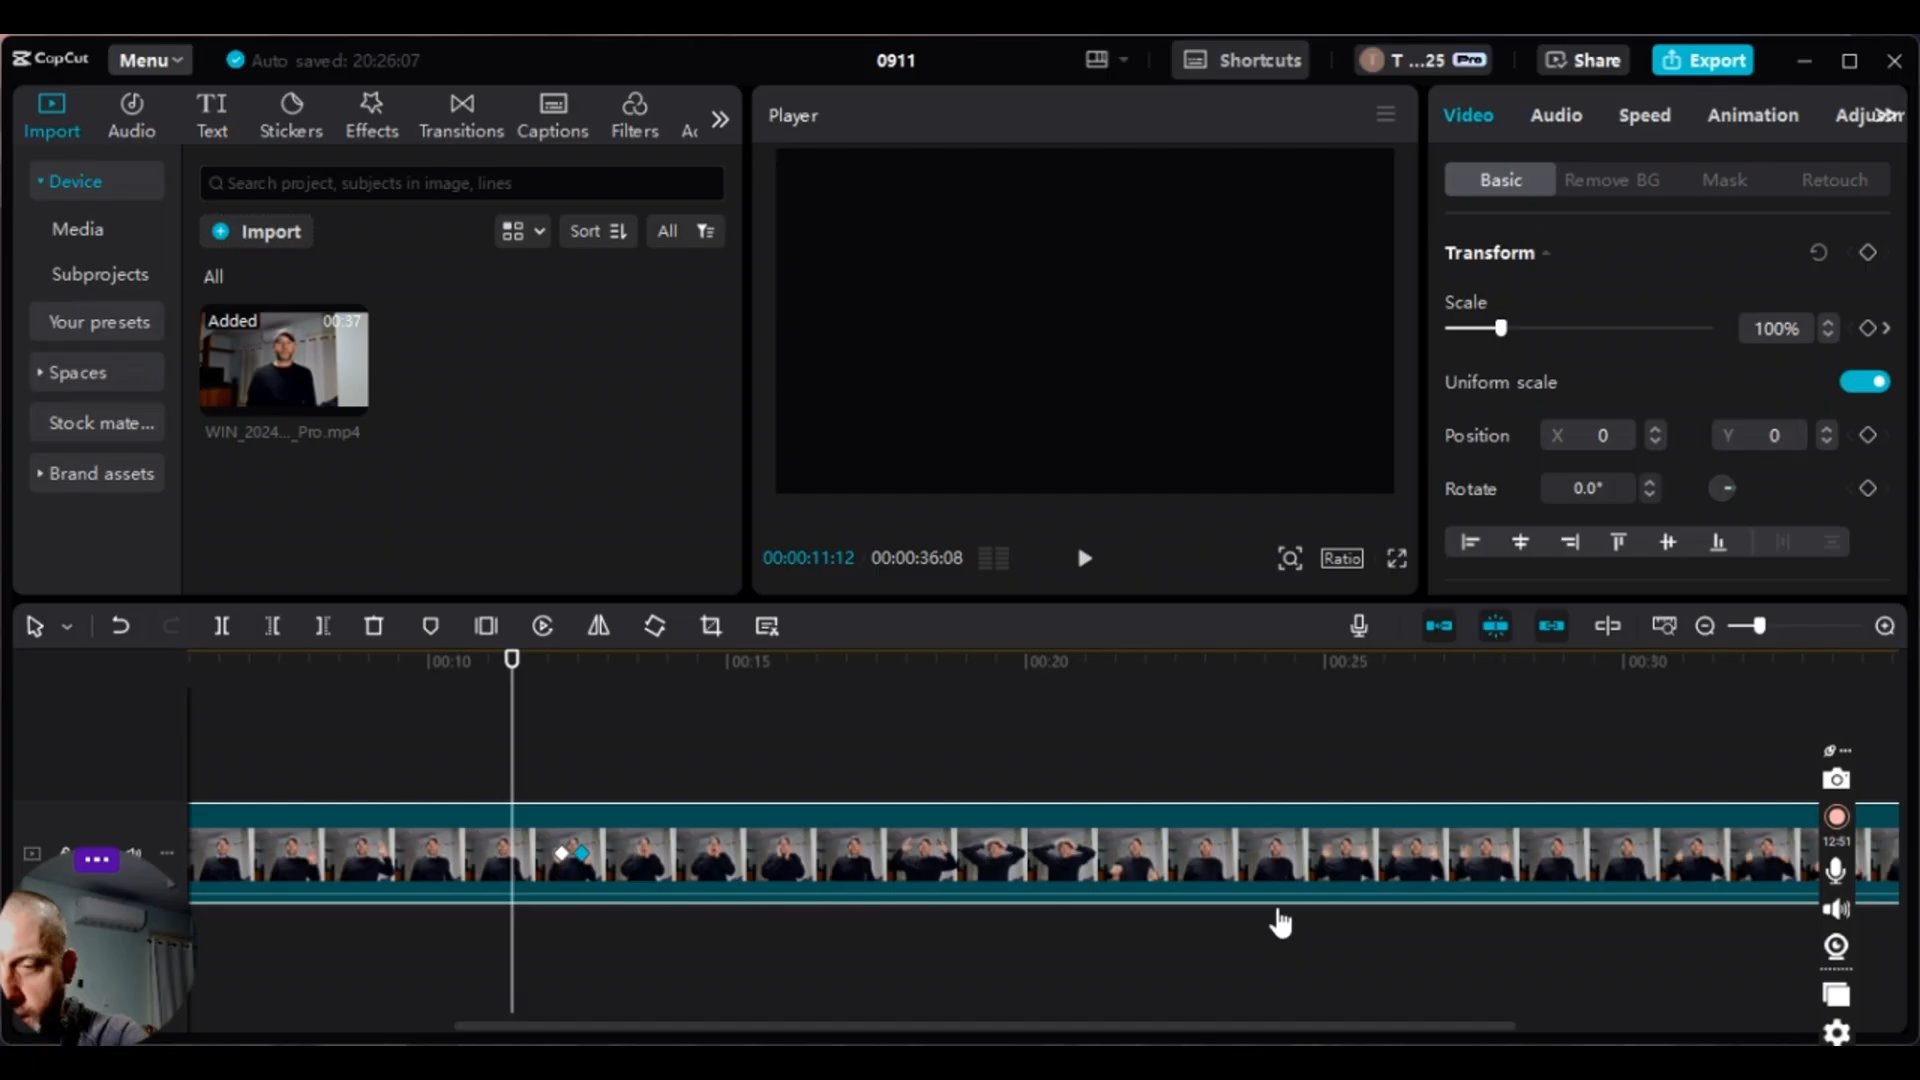 CapCut
Menu
Auto saved: 20:26:07
0911
Shortcuts
T ...25 Pro
Share
Export
Import
Audio
Text
Stickers
Effects
Transitions
Captions
Filters
Player
Video
Audio
Speed
Animation
Device
Media
Subprojects
Your presets
Spaces
Stock mate...
Brand assets
Search project, subjects in image, lines
Import
Sort
All
All
Added 00:37
WIN_2024..._Pro.mp4
00:00:11:12 00:00:36:08
Ratio
Basic
Remove BG
Mask
Retouch
Transform
Scale
100%
Uniform scale
Position X 0 Y 0
Rotate 0.0°
00:10
00:15
00:20
00:25
00:30
12:51